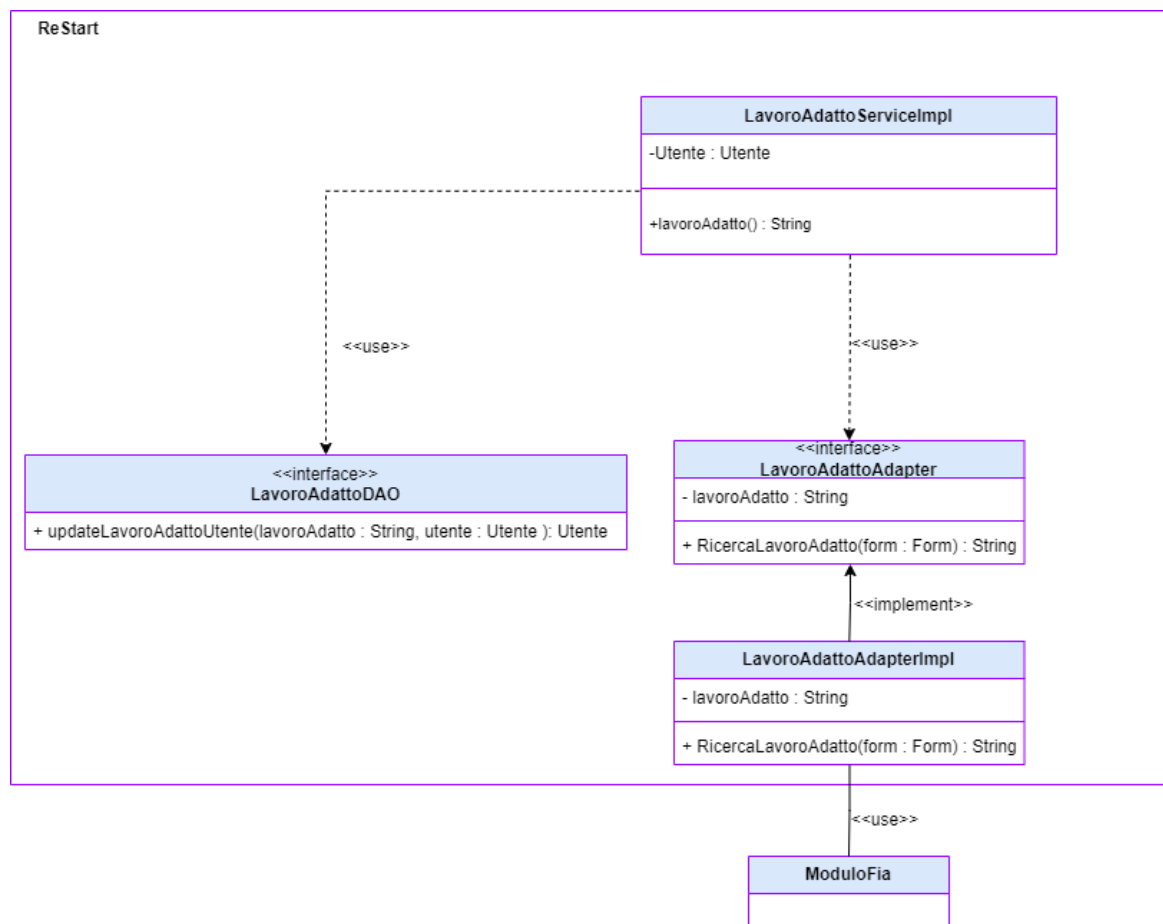 ReStart
LavoroAdattoServiceImpl
-Utente : Utente
+lavoroAdatto() : String
<<use>>
<<use>>
<<interface>>
LavoroAdattoDAO
+ updateLavoroAdattoUtente(lavoroAdatto : String, utente : Utente ): Utente
<<interface>>
LavoroAdattoAdapter
- lavoroAdatto : String
+ RicercaLavoroAdatto(form : Form) : String
<<implement>>
LavoroAdattoAdapterImpl
- lavoroAdatto : String
+ RicercaLavoroAdatto(form : Form) : String
<<use>>
ModuloFia